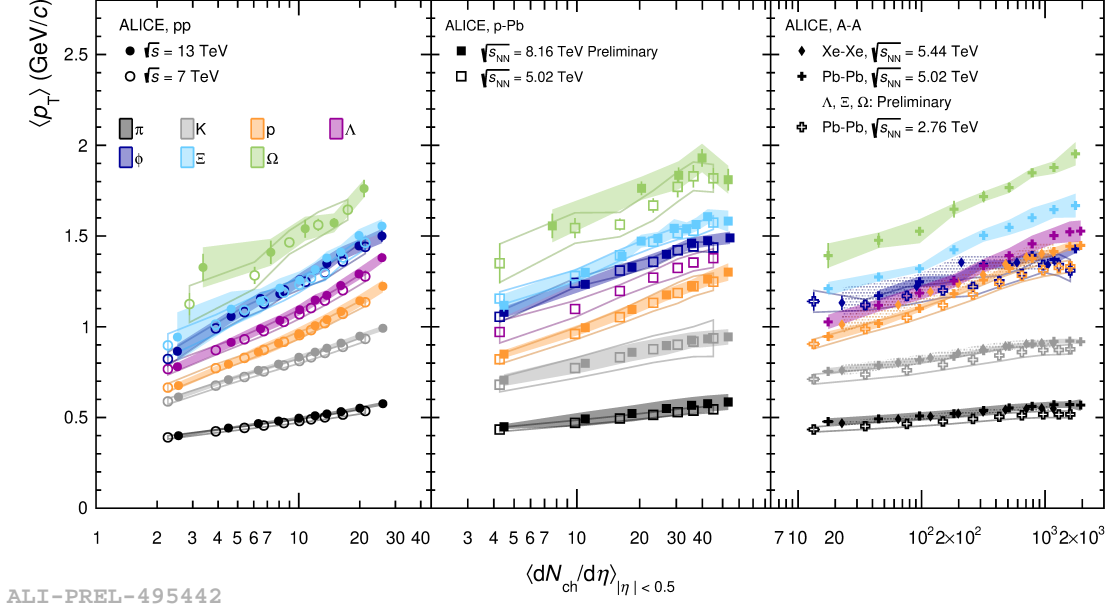 ⟨p_T⟩ (GeV/c)
2.5
2
1.5
1
0.5
0
ALICE, pp
√s = 13 TeV
√s = 7 TeV
π K p Λ
ϕ Ξ Ω
ALICE, p-Pb
√s_NN = 8.16 TeV Preliminary
√s_NN = 5.02 TeV
ALICE, A-A
Xe-Xe, √s_NN = 5.44 TeV
Pb-Pb, √s_NN = 5.02 TeV
Λ, Ξ, Ω: Preliminary
Pb-Pb, √s_NN = 2.76 TeV
1 2 3 4 5 6 7 10 20 30 40
3 4 5 6 7 10 20 30 40
7 10 20 10² 2×10² 10³ 2×10³
⟨dN_ch/dη⟩_|η| < 0.5
ALI-PREL-495442